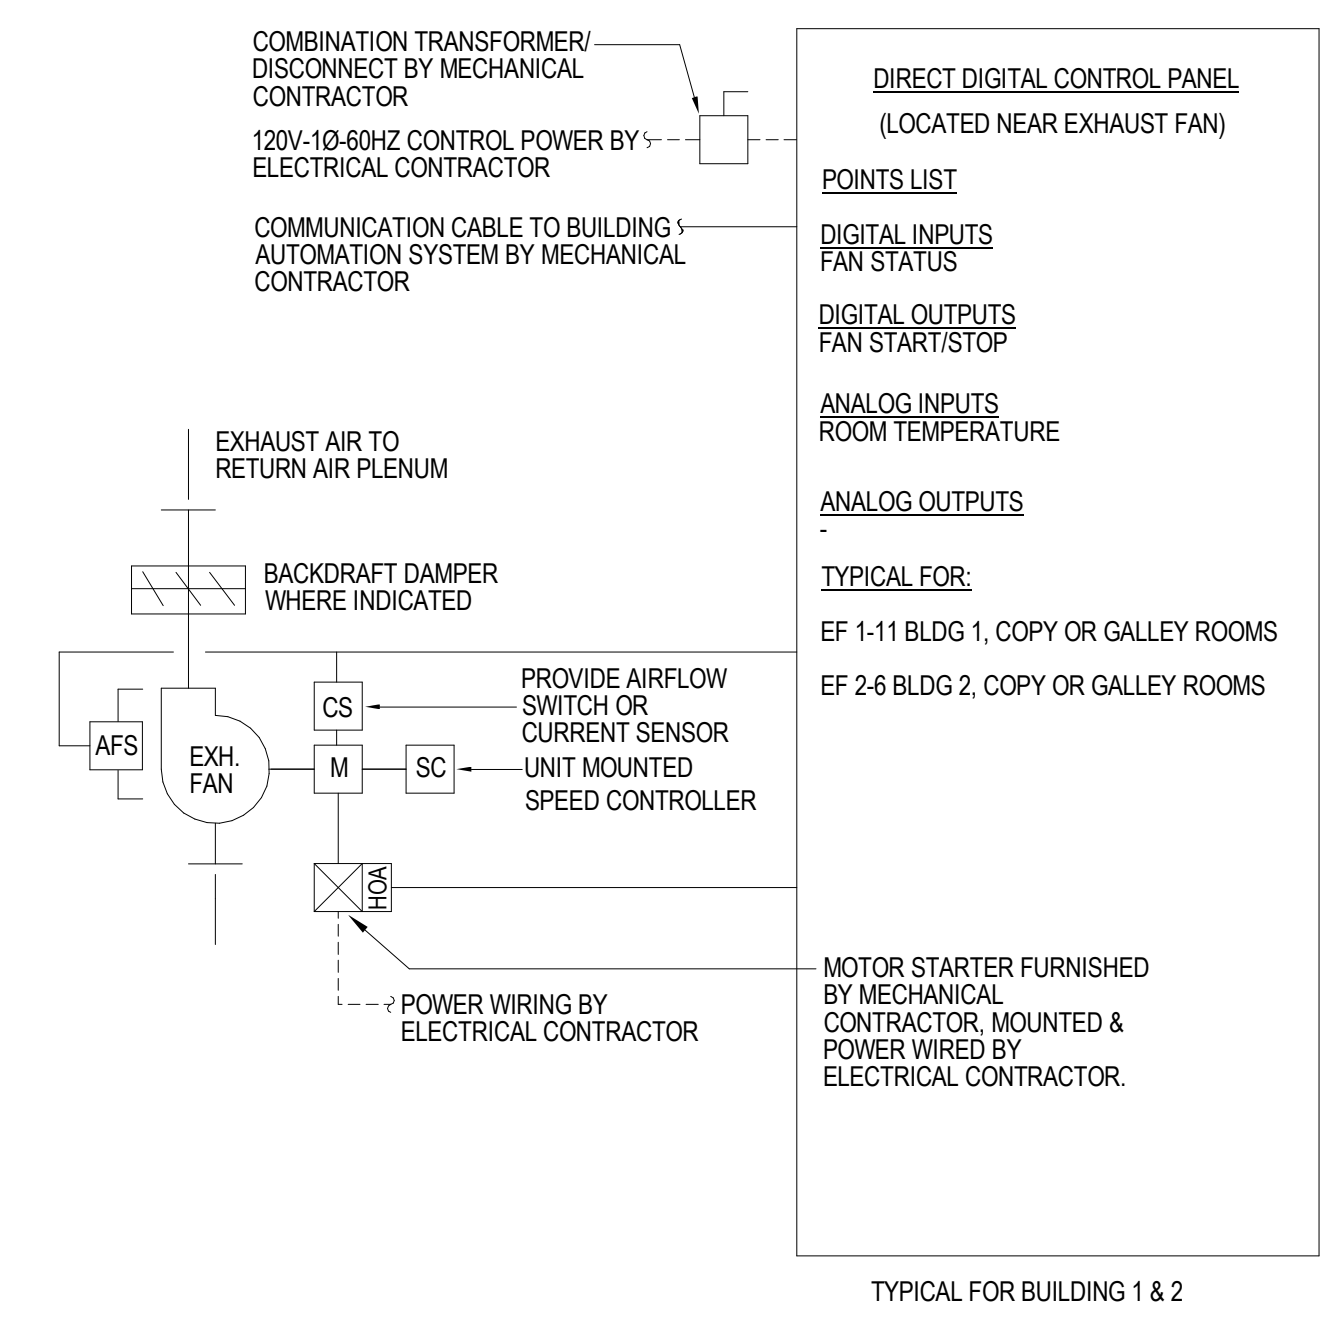 COMBINATION TRANSFORMER/
DISCONNECT BY MECHANICAL
CONTRACTOR
120V-1Ø-60HZ CONTROL POWER BY
ELECTRICAL CONTRACTOR
COMMUNICATION CABLE TO BUILDING
AUTOMATION SYSTEM BY MECHANICAL
CONTRACTOR
EXHAUST AIR TO
RETURN AIR PLENUM
BACKDRAFT DAMPER
WHERE INDICATED
PROVIDE AIRFLOW
SWITCH OR
CURRENT SENSOR
CS
AFS
EXH.
FAN
M
SC
UNIT MOUNTED
SPEED CONTROLLER
HOA
POWER WIRING BY
ELECTRICAL CONTRACTOR
DIRECT DIGITAL CONTROL PANEL
(LOCATED NEAR EXHAUST FAN)
POINTS LIST
DIGITAL INPUTS
FAN STATUS
DIGITAL OUTPUTS
FAN START/STOP
ANALOG INPUTS
ROOM TEMPERATURE
ANALOG OUTPUTS
-
TYPICAL FOR:
EF 1-11 BLDG 1, COPY OR GALLEY ROOMS
EF 2-6 BLDG 2, COPY OR GALLEY ROOMS
MOTOR STARTER FURNISHED
BY MECHANICAL
CONTRACTOR, MOUNTED &
POWER WIRED BY
ELECTRICAL CONTRACTOR.
TYPICAL FOR BUILDING 1 & 2